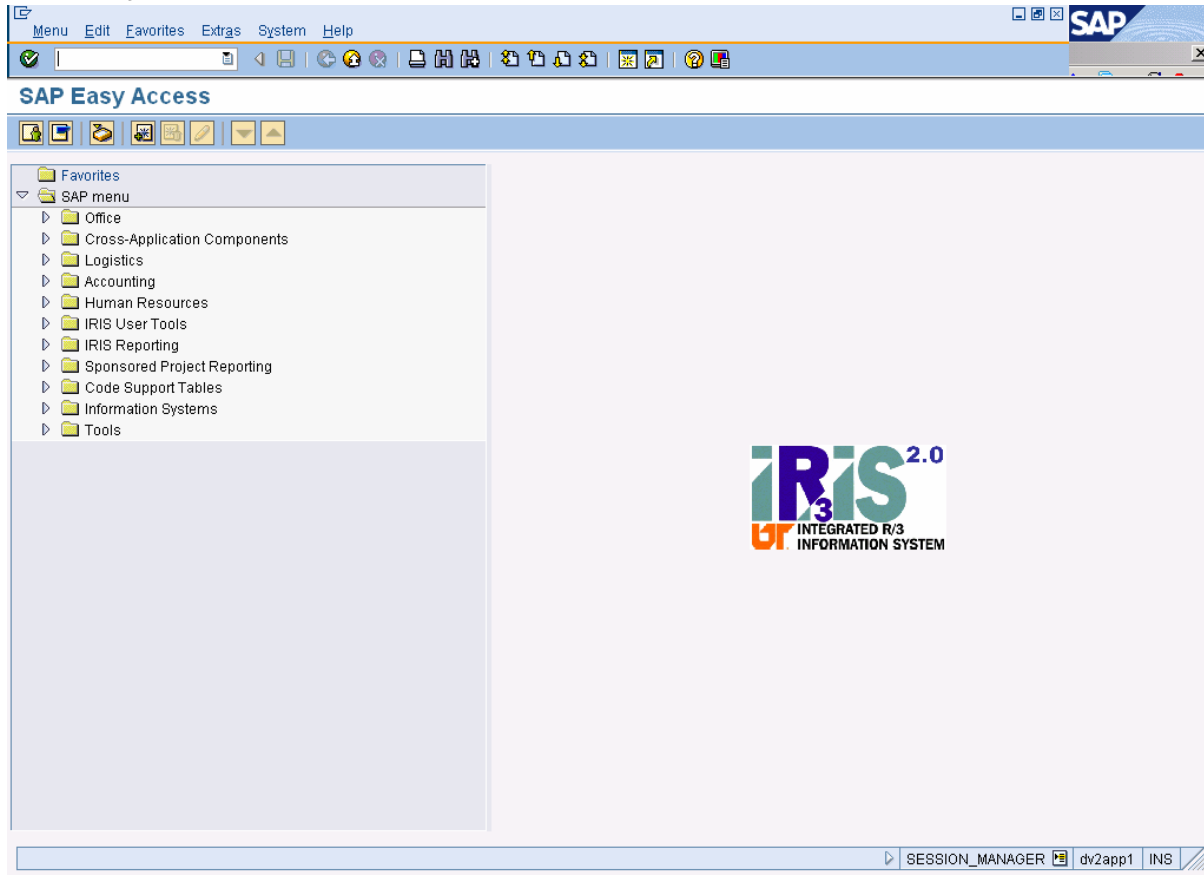 Menu Edit Favorites Extras System Help
SAP
SAP Easy Access
Favorites
SAP menu
Office
Cross-Application Components
Logistics
Accounting
Human Resources
IRIS User Tools
IRIS Reporting
Sponsored Project Reporting
Code Support Tables
Information Systems
Tools
iRiS 2.0
3
UT INTEGRATED R/3
INFORMATION SYSTEM
SESSION_MANAGER dv2app1 INS